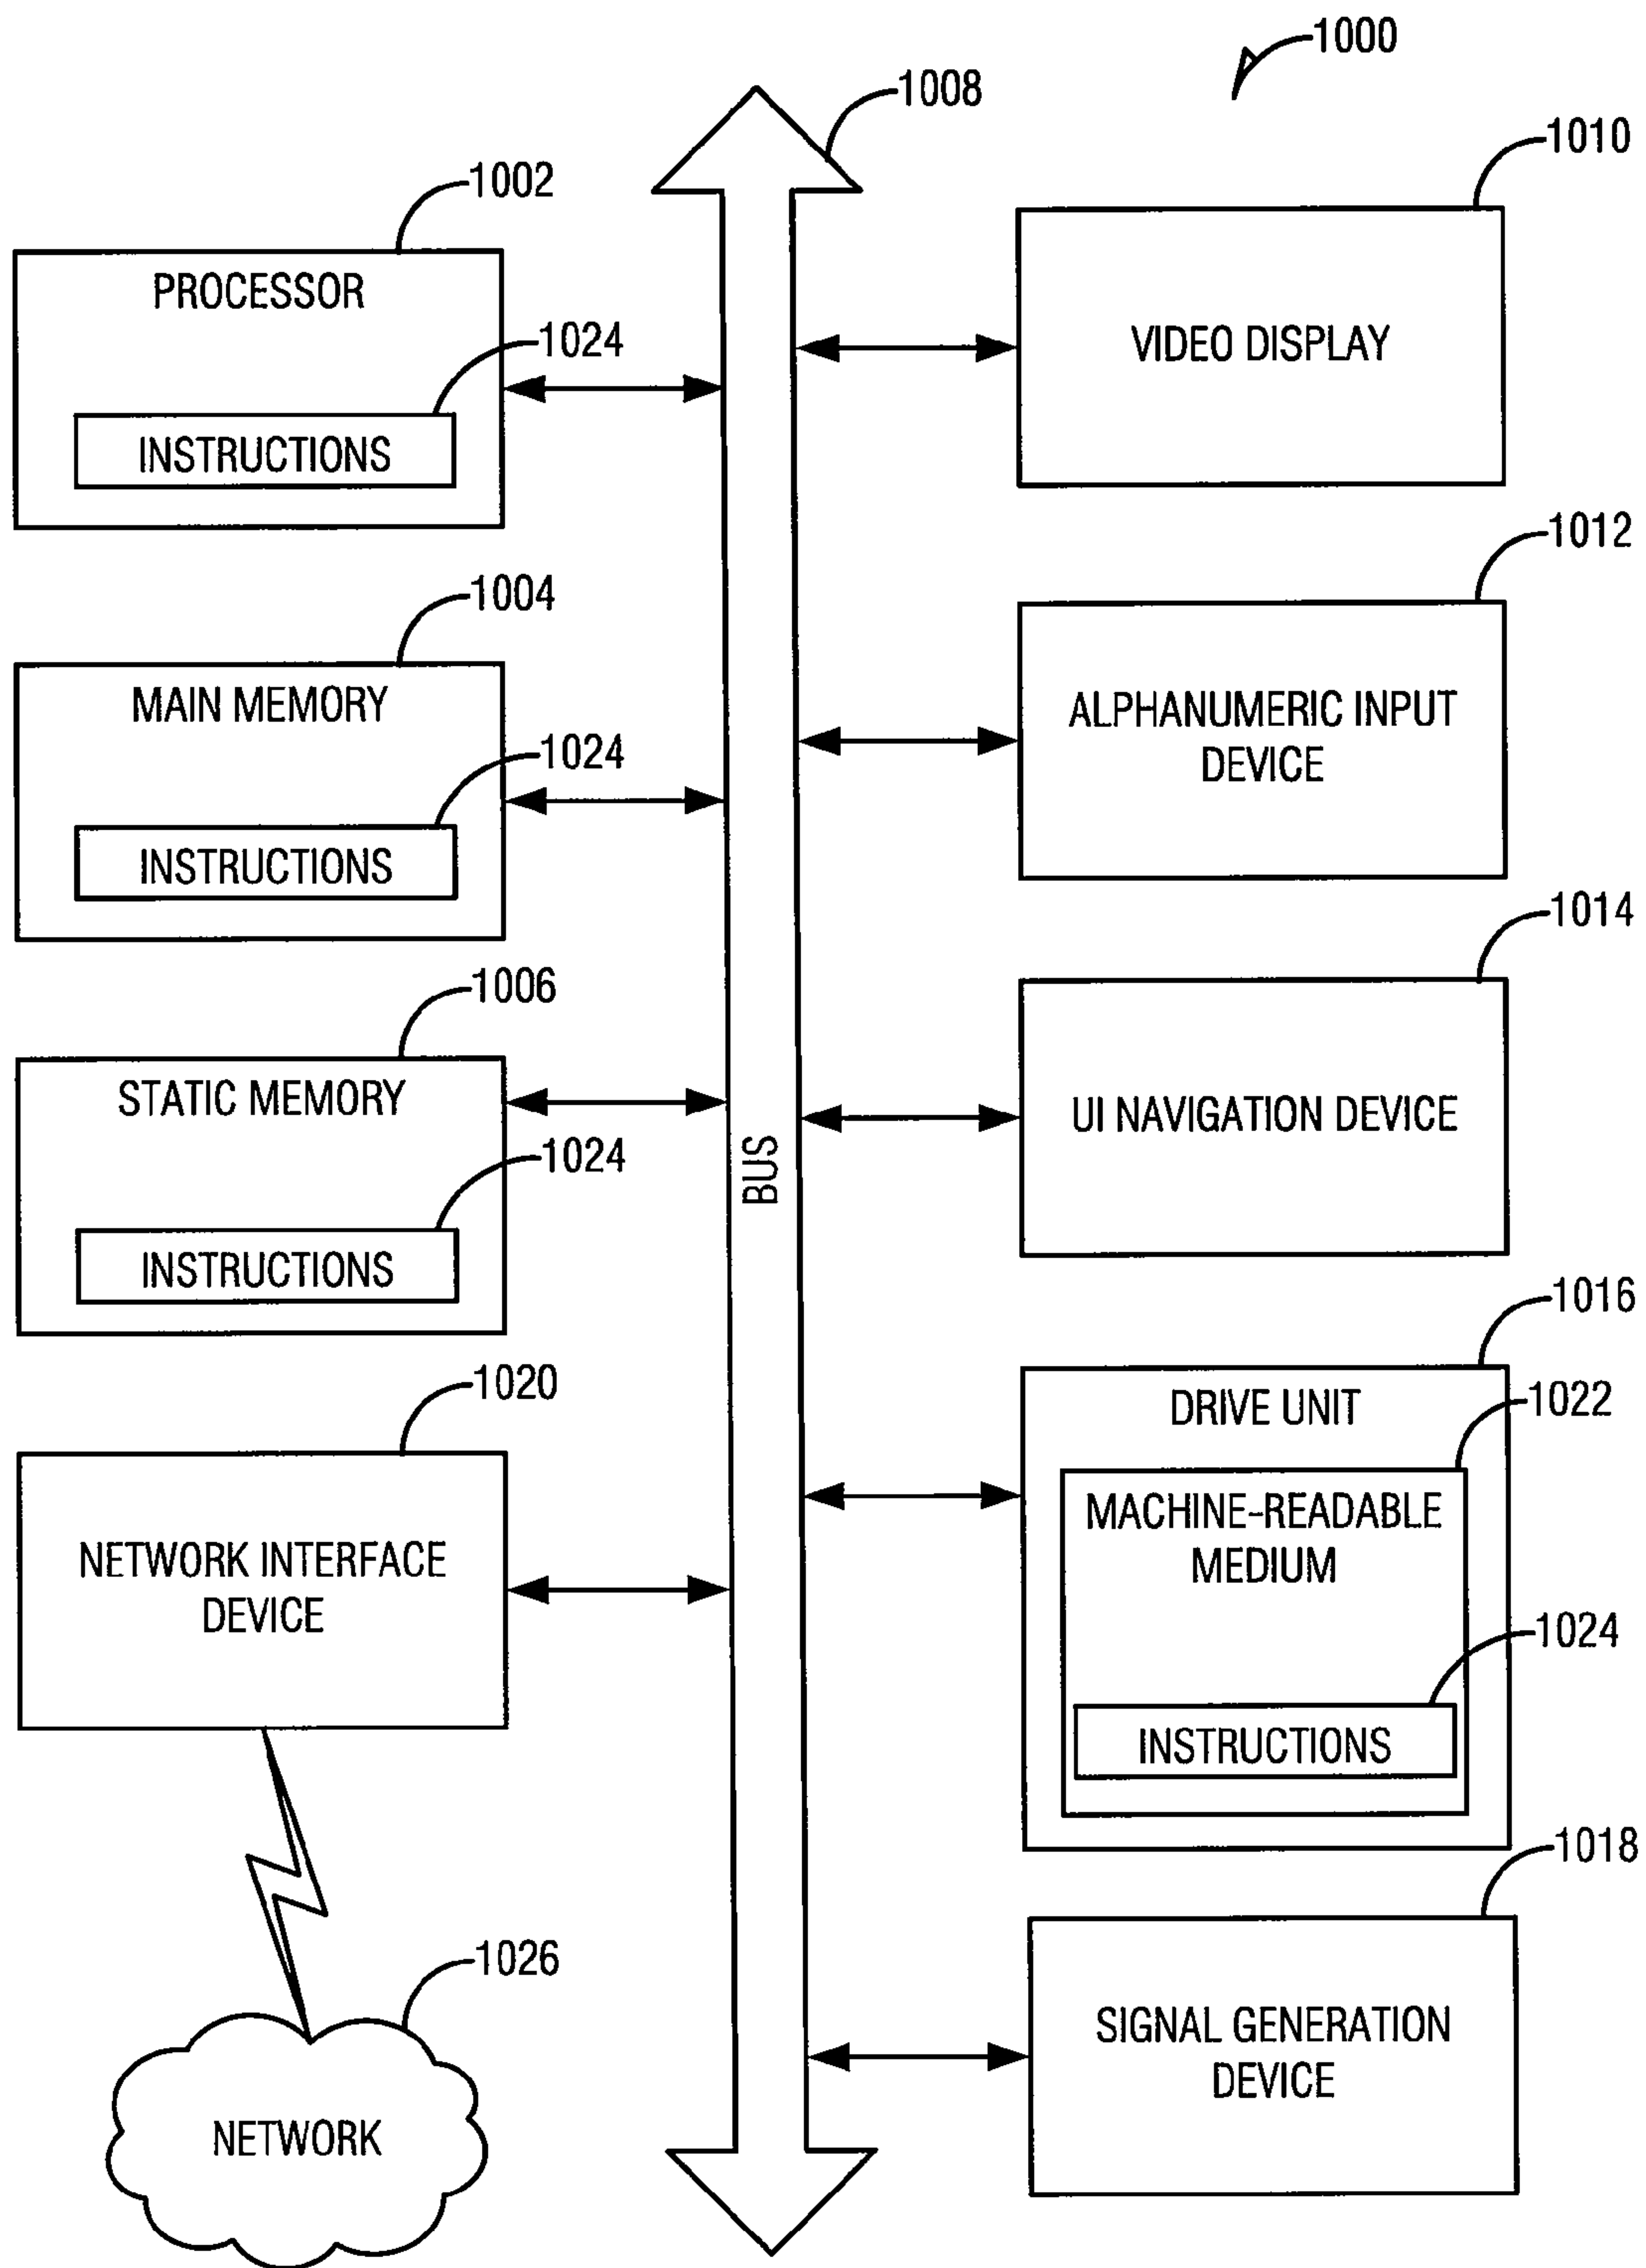 1000
1008
1010
1002
PROCESSOR
1024
INSTRUCTIONS
VIDEO DISPLAY
1012
1004
MAIN MEMORY
1024
INSTRUCTIONS
ALPHANUMERIC INPUT
DEVICE
1014
1006
STATIC MEMORY
1024
INSTRUCTIONS
BUS
UI NAVIGATION DEVICE
1016
1020
NETWORK INTERFACE
DEVICE
DRIVE UNIT
1022
MACHINE-READABLE
MEDIUM
1024
INSTRUCTIONS
1018
1026
NETWORK
SIGNAL GENERATION
DEVICE